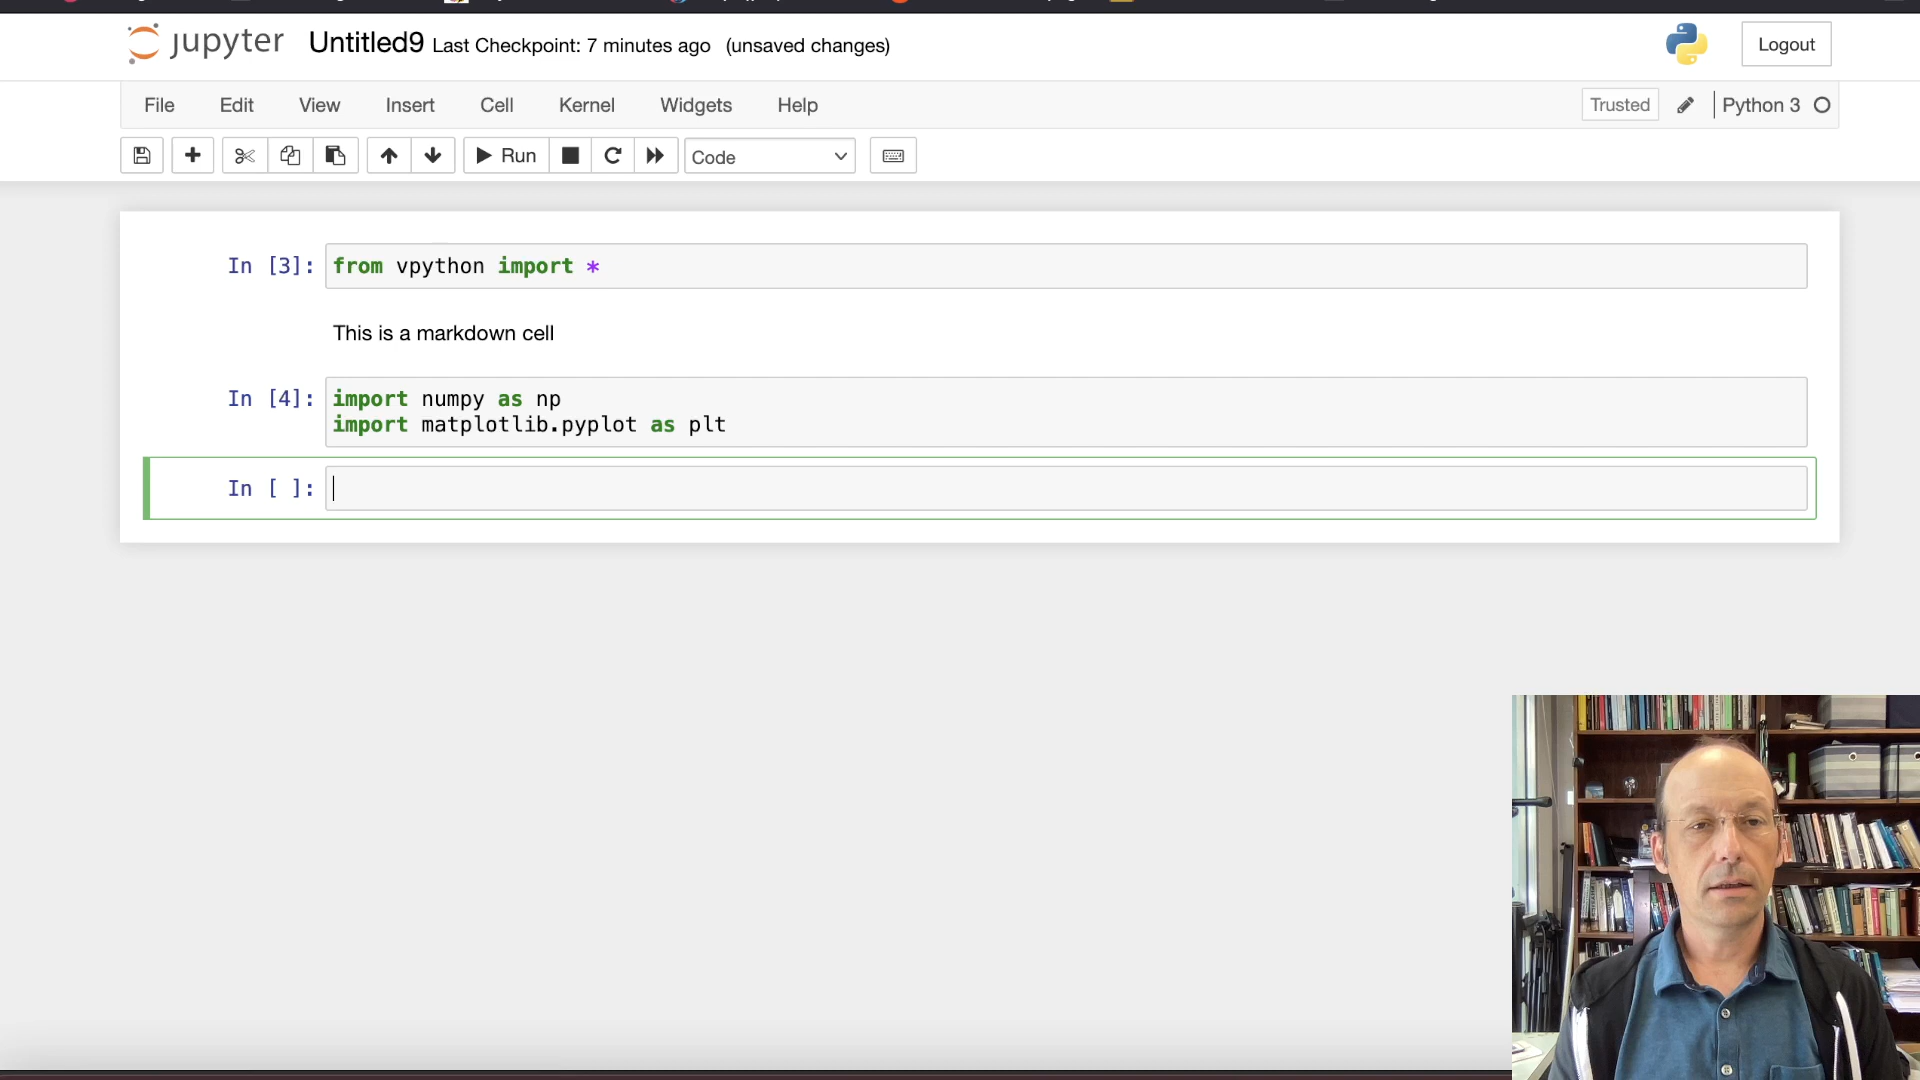 jupyter Untitled9 Last Checkpoint: 7 minutes ago (unsaved changes)
Logout
File Edit View Insert Cell Kernel Widgets Help
Trusted Python 3
Run Code
In [3]: from vpython import *
This is a markdown cell
In [4]: import numpy as np
import matplotlib.pyplot as plt
In [ ]: